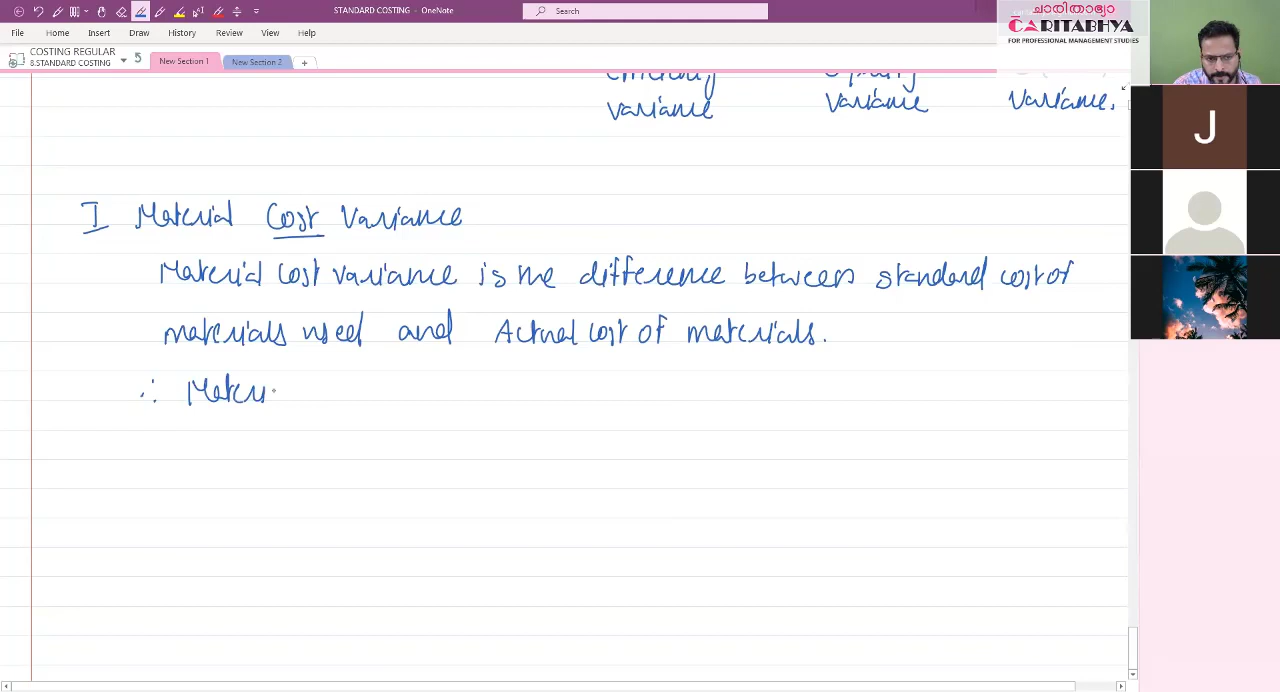 STANDARD COSTING - OneNote
Search
File Home Insert Draw History Review View Help
COSTING REGULAR
8.STANDARD COSTING
New Section 1
New Section 2
ചാരിതാഭ്യാ
CARITABHYA
FOR PROFESSIONAL MANAGEMENT STUDIES
J
variance variance variance.
I Material Cost Variance
Material cost variance is the difference between standard cost of
materials used and Actual cost of materials.
∴ Materi